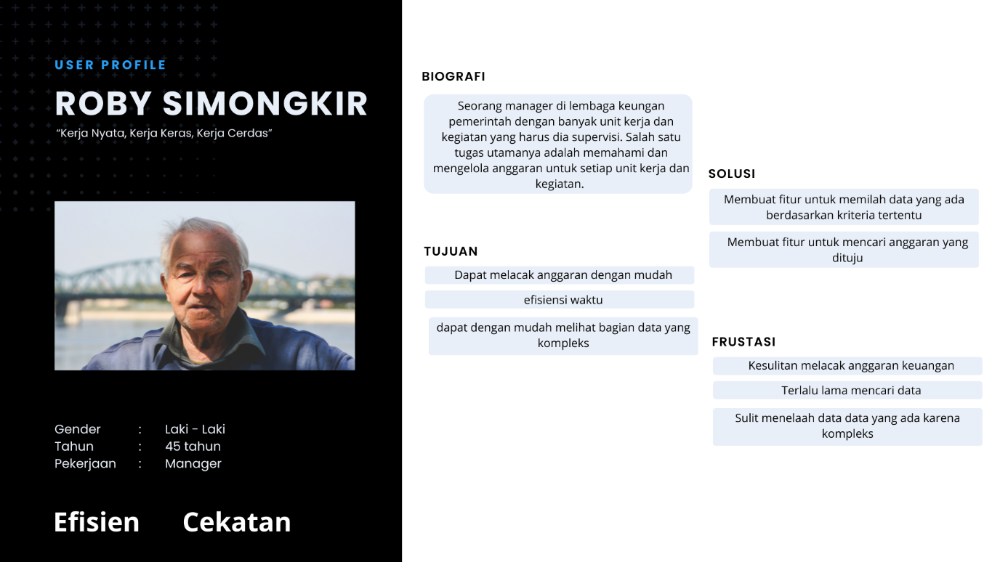 USER PROFILE
ROBY SIMONGKIR
“Kerja Nyata, Kerja Keras, Kerja Cerdas”
Gender : Laki - Laki
Tahun : 45 tahun
Pekerjaan : Manager
Efisien Cekatan
BIOGRAFI
Seorang manager di lembaga keungan
pemerintah dengan banyak unit kerja dan
kegiatan yang harus dia supervisi. Salah satu
tugas utamanya adalah memahami dan
mengelola anggaran untuk setiap unit kerja dan
kegiatan.
TUJUAN
Dapat melacak anggaran dengan mudah
efisiensi waktu
dapat dengan mudah melihat bagian data yang
kompleks
SOLUSI
Membuat fitur untuk memilah data yang ada
berdasarkan kriteria tertentu
Membuat fitur untuk mencari anggaran yang
dituju
FRUSTASI
Kesulitan melacak anggaran keuangan
Terlalu lama mencari data
Sulit menelaah data data yang ada karena
kompleks